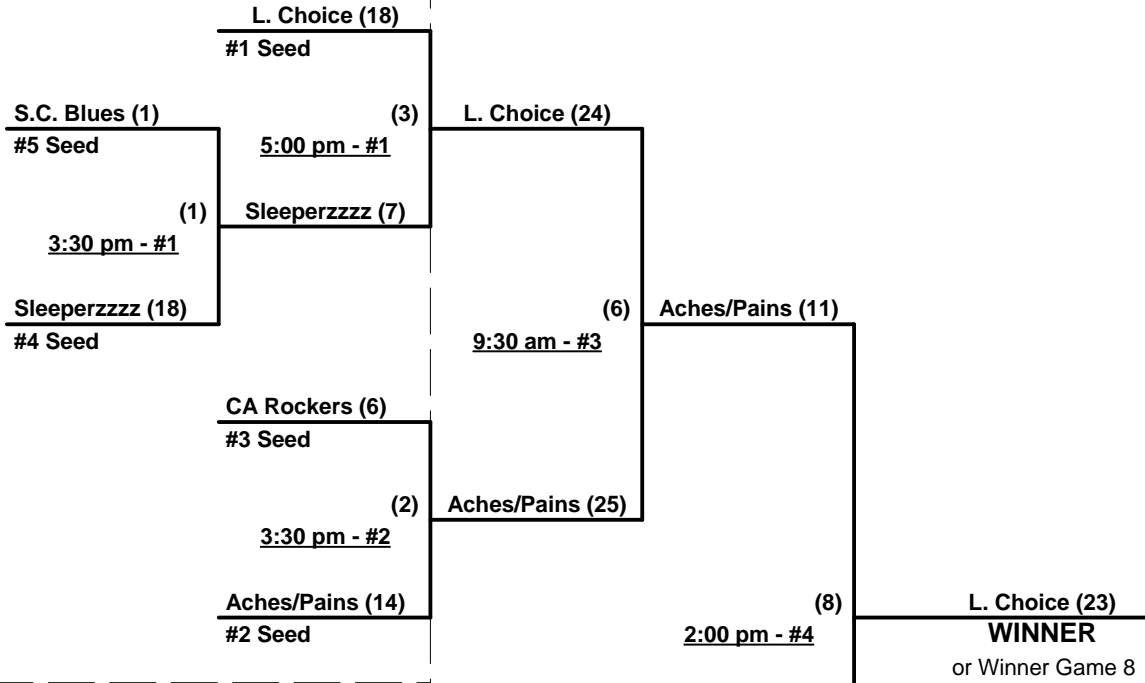 L. Choice (18)
#1 Seed
S.C. Blues (1)
#5 Seed
(3)
5:00 pm - #1
L. Choice (24)
(1)
3:30 pm - #1
Sleeperzzzz (7)
Sleeperzzzz (18)
#4 Seed
(6)
9:30 am - #3
Aches/Pains (11)
CA Rockers (6)
#3 Seed
(2)
3:30 pm - #2
Aches/Pains (25)
Aches/Pains (14)
#2 Seed
(8)
2:00 pm - #4
L. Choice (23)
WINNER
or Winner Game 8